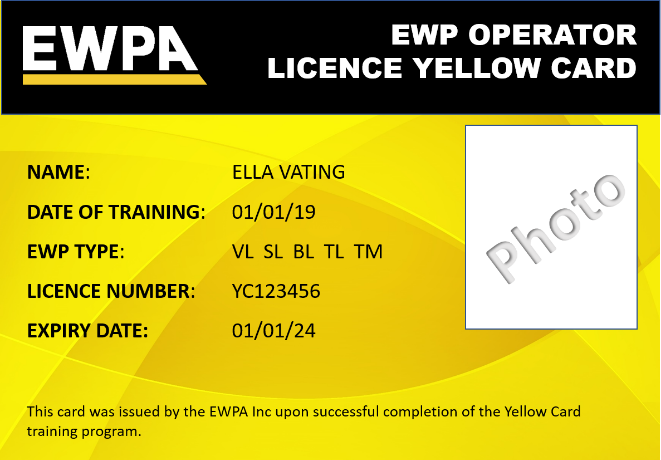 EWPA
EWP OPERATOR
LICENCE YELLOW CARD
NAME: ELLA VATING
DATE OF TRAINING: 01/01/19
EWP TYPE: VL SL BL TL TM
LICENCE NUMBER: YC123456
EXPIRY DATE: 01/01/24
Photo
This card was issued by the EWPA Inc upon successful completion of the Yellow Card
training program.